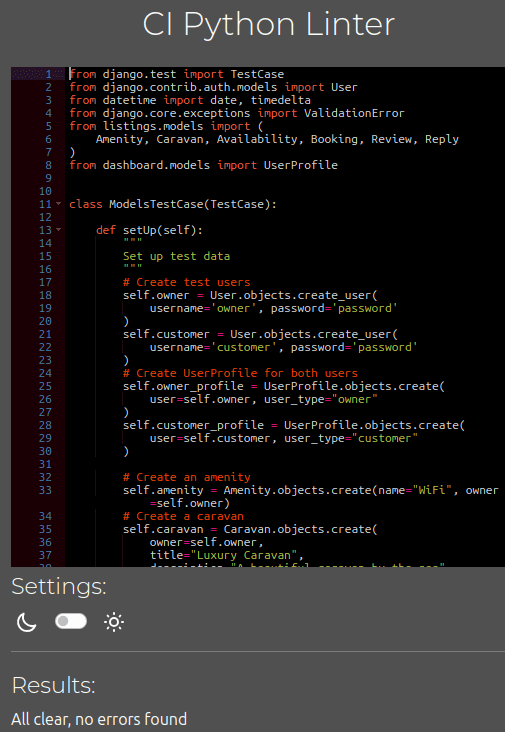 CI Python Linter
1 from django.test import TestCase
2 from django.contrib.auth.models import User
3 from datetime import date, timedelta
4 from django.core.exceptions import ValidationError
5 from listings.models import (
6     Amenity, Caravan, Availability, Booking, Review, Reply
7 )
8 from dashboard.models import UserProfile
9
10
11 class ModelsTestCase(TestCase):
12
13     def setUp(self):
14         """
15         Set up test data
16         """
17         # Create test users
18         self.owner = User.objects.create_user(
19             username='owner', password='password'
20         )
21         self.customer = User.objects.create_user(
22             username='customer', password='password'
23         )
24         # Create UserProfile for both users
25         self.owner_profile = UserProfile.objects.create(
26             user=self.owner, user_type="owner"
27         )
28         self.customer_profile = UserProfile.objects.create(
29             user=self.customer, user_type="customer"
30         )
31
32         # Create an amenity
33         self.amenity = Amenity.objects.create(name="WiFi", owner
            =self.owner)
34         # Create a caravan
35         self.caravan = Caravan.objects.create(
36             owner=self.owner,
37             title="Luxury Caravan",
38             description="A beautiful caravan by the sea"
Settings:
Results:
All clear, no errors found